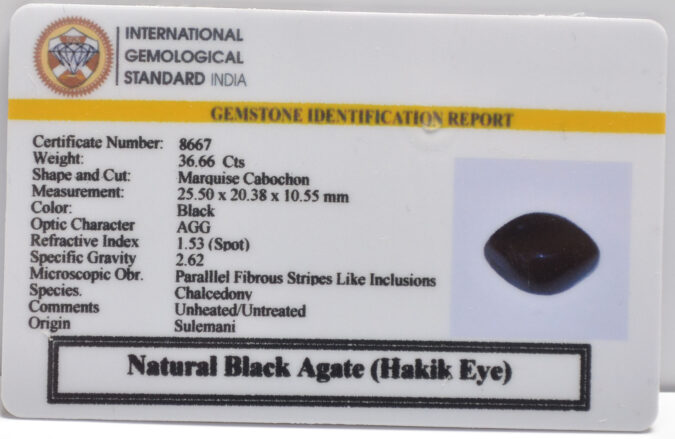 INTERNATIONAL
GEMOLOGICAL
STANDARD INDIA
GEMSTONE IDENTIFICATION REPORT
Certificate Number: 8667
Weight: 36.66 Cts
Shape and Cut: Marquise Cabochon
Measurement: 25.50 x 20.38 x 10.55 mm
Color: Black
Optic Character AGG
Refractive Index 1.53 (Spot)
Specific Gravity 2.62
Microscopic Obr. Paralllel Fibrous Stripes Like Inclusions
Species. Chalcedony
Comments Unheated/Untreated
Origin Sulemani
Natural Black Agate (Hakik Eye)